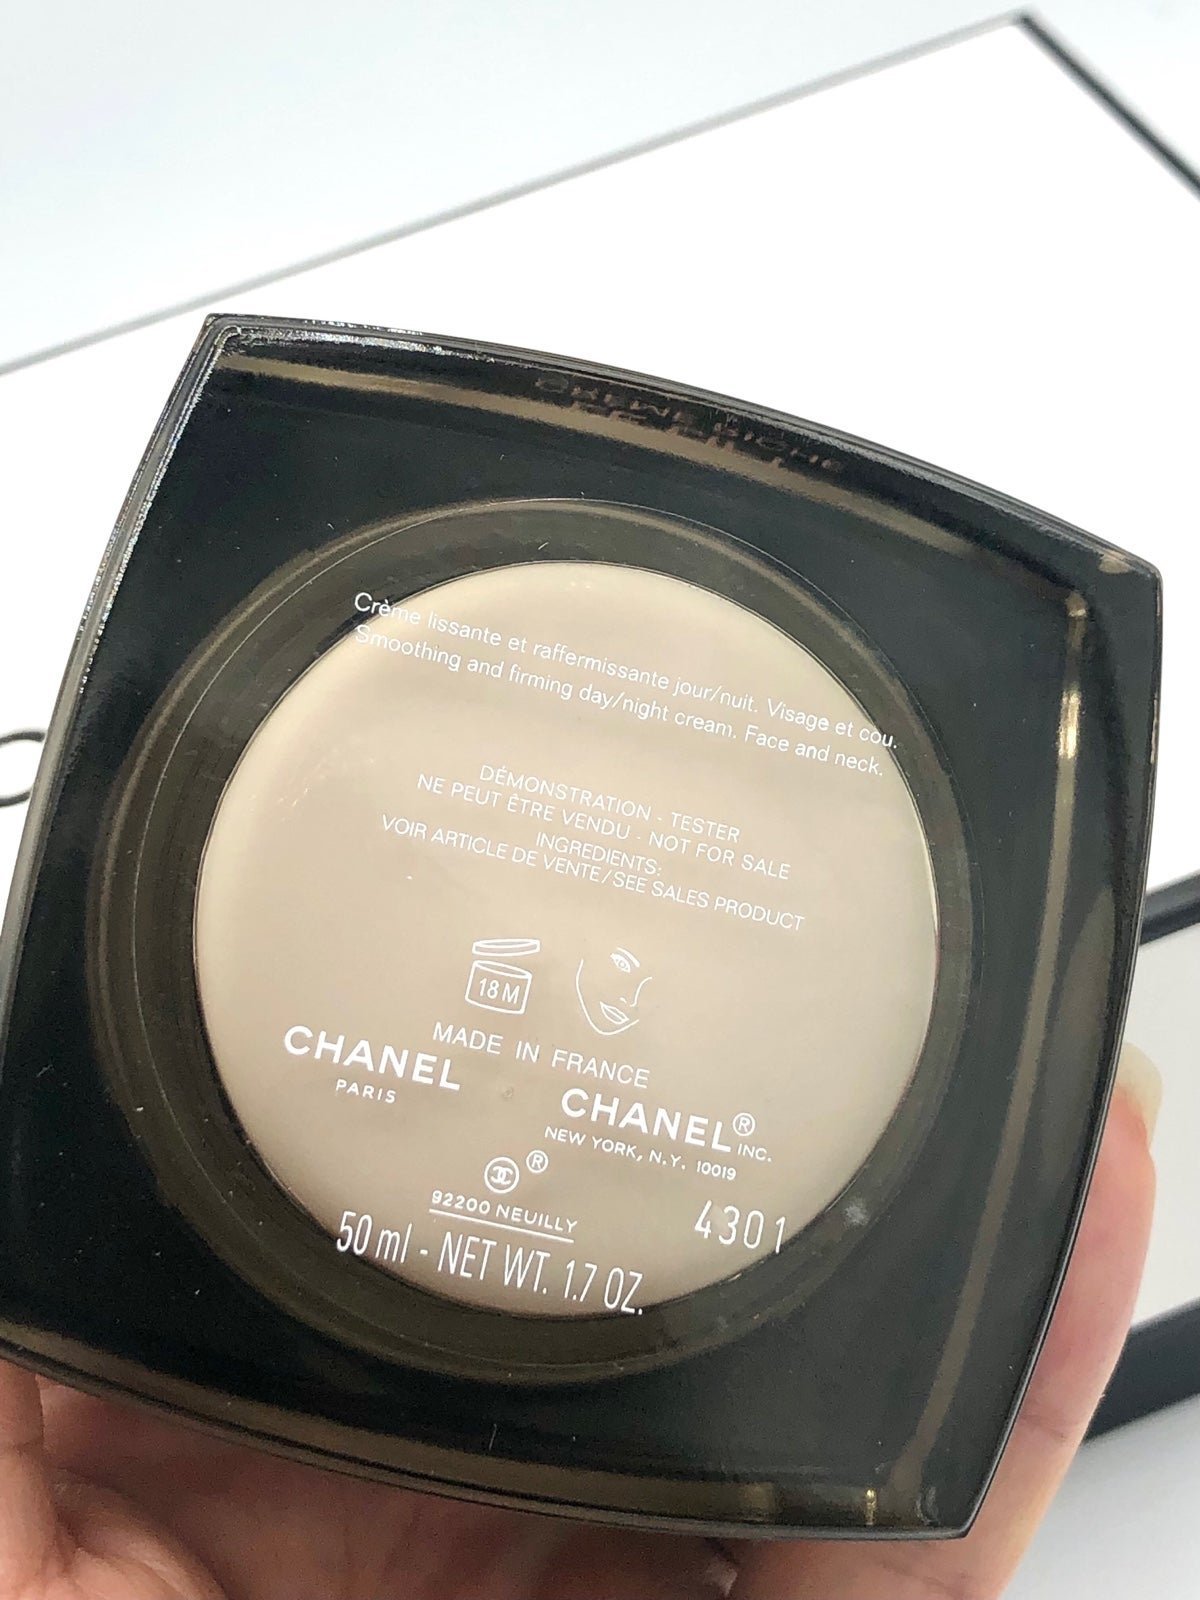 Crème lissante et raffermissante jour/nuit. Visage et cou.
Smoothing and firming day/night cream. Face and neck.
DÉMONSTRATION - TESTER
NE PEUT ÊTRE VENDU - NOT FOR SALE
INGREDIENTS:
VOIR ARTICLE DE VENTE/SEE SALES PRODUCT
18 M
MADE IN FRANCE
CHANEL
PARIS
CHANEL® INC.
NEW YORK, N.Y. 10019
®
92200 NEUILLY
4301
50 ml - NET WT. 1.7 OZ.